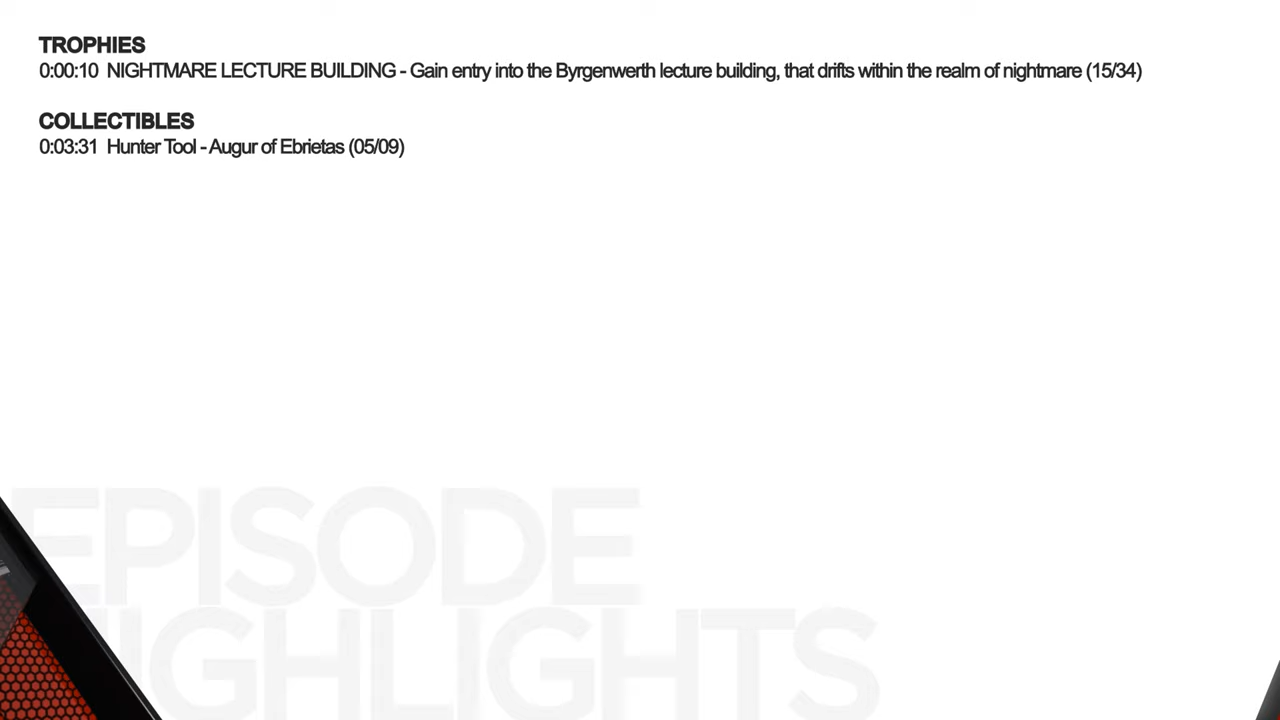 TROPHIES
0:00:10 NIGHTMARE LECTURE BUILDING - Gain entry into the Byrgenwerth lecture building, that drifts within the realm of nightmare (15/34)
COLLECTIBLES
0:03:31 Hunter Tool - Augur of Ebrietas (05/09)
EPISODE
HIGHLIGHTS